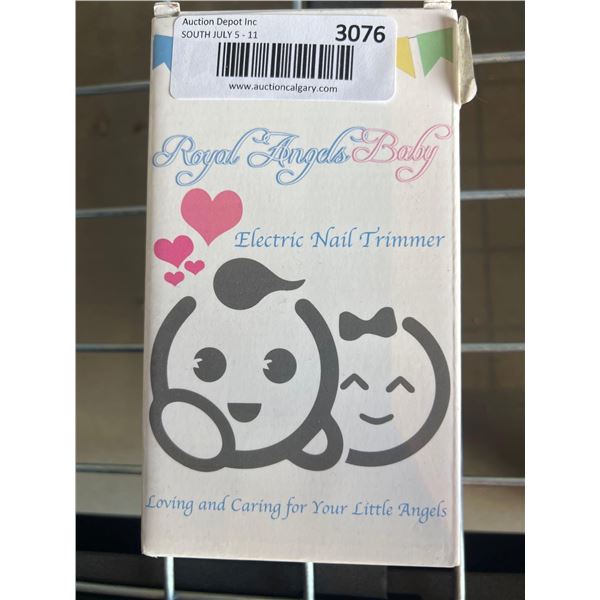 Auction Depot Inc
SOUTH JULY 5 - 11
3076
www.auctioncalgary.com
Royal Angels Baby
Electric Nail Trimmer
Loving and Caring for Your Little Angels